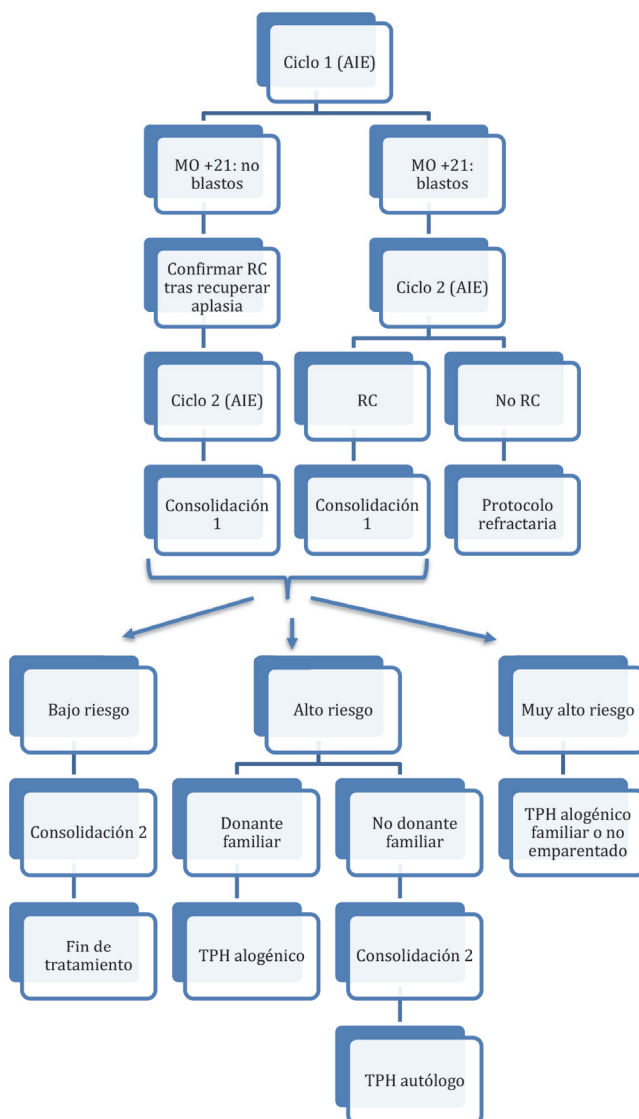 Ciclo 1 (AIE)
MO +21: no
blastos
MO +21:
blastos
Confirmar RC
tras recuperar
aplasia
Ciclo 2 (AIE)
Ciclo 2 (AIE)
RC
No RC
Consolidación
1
Consolidación
1
Protocolo
refractaria
Bajo riesgo
Alto riesgo
Muy alto riesgo
Consolidación 2
Donante
familiar
No donante
familiar
TPH alogénico
familiar o no
emparentado
Fin de
tratamiento
TPH alogénico
Consolidación 2
TPH autólogo